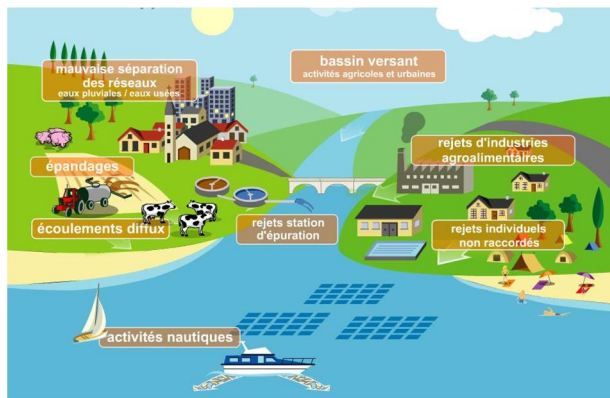 mauvaise séparation
des réseaux
eaux pluviales / eaux usées
bassin versant
activités agricoles et urbaines
rejets d'industries
agroalimentaires
épandages
écoulements diffux
rejets station
d'épuration
rejets individuels
non raccordés
activités nautiques